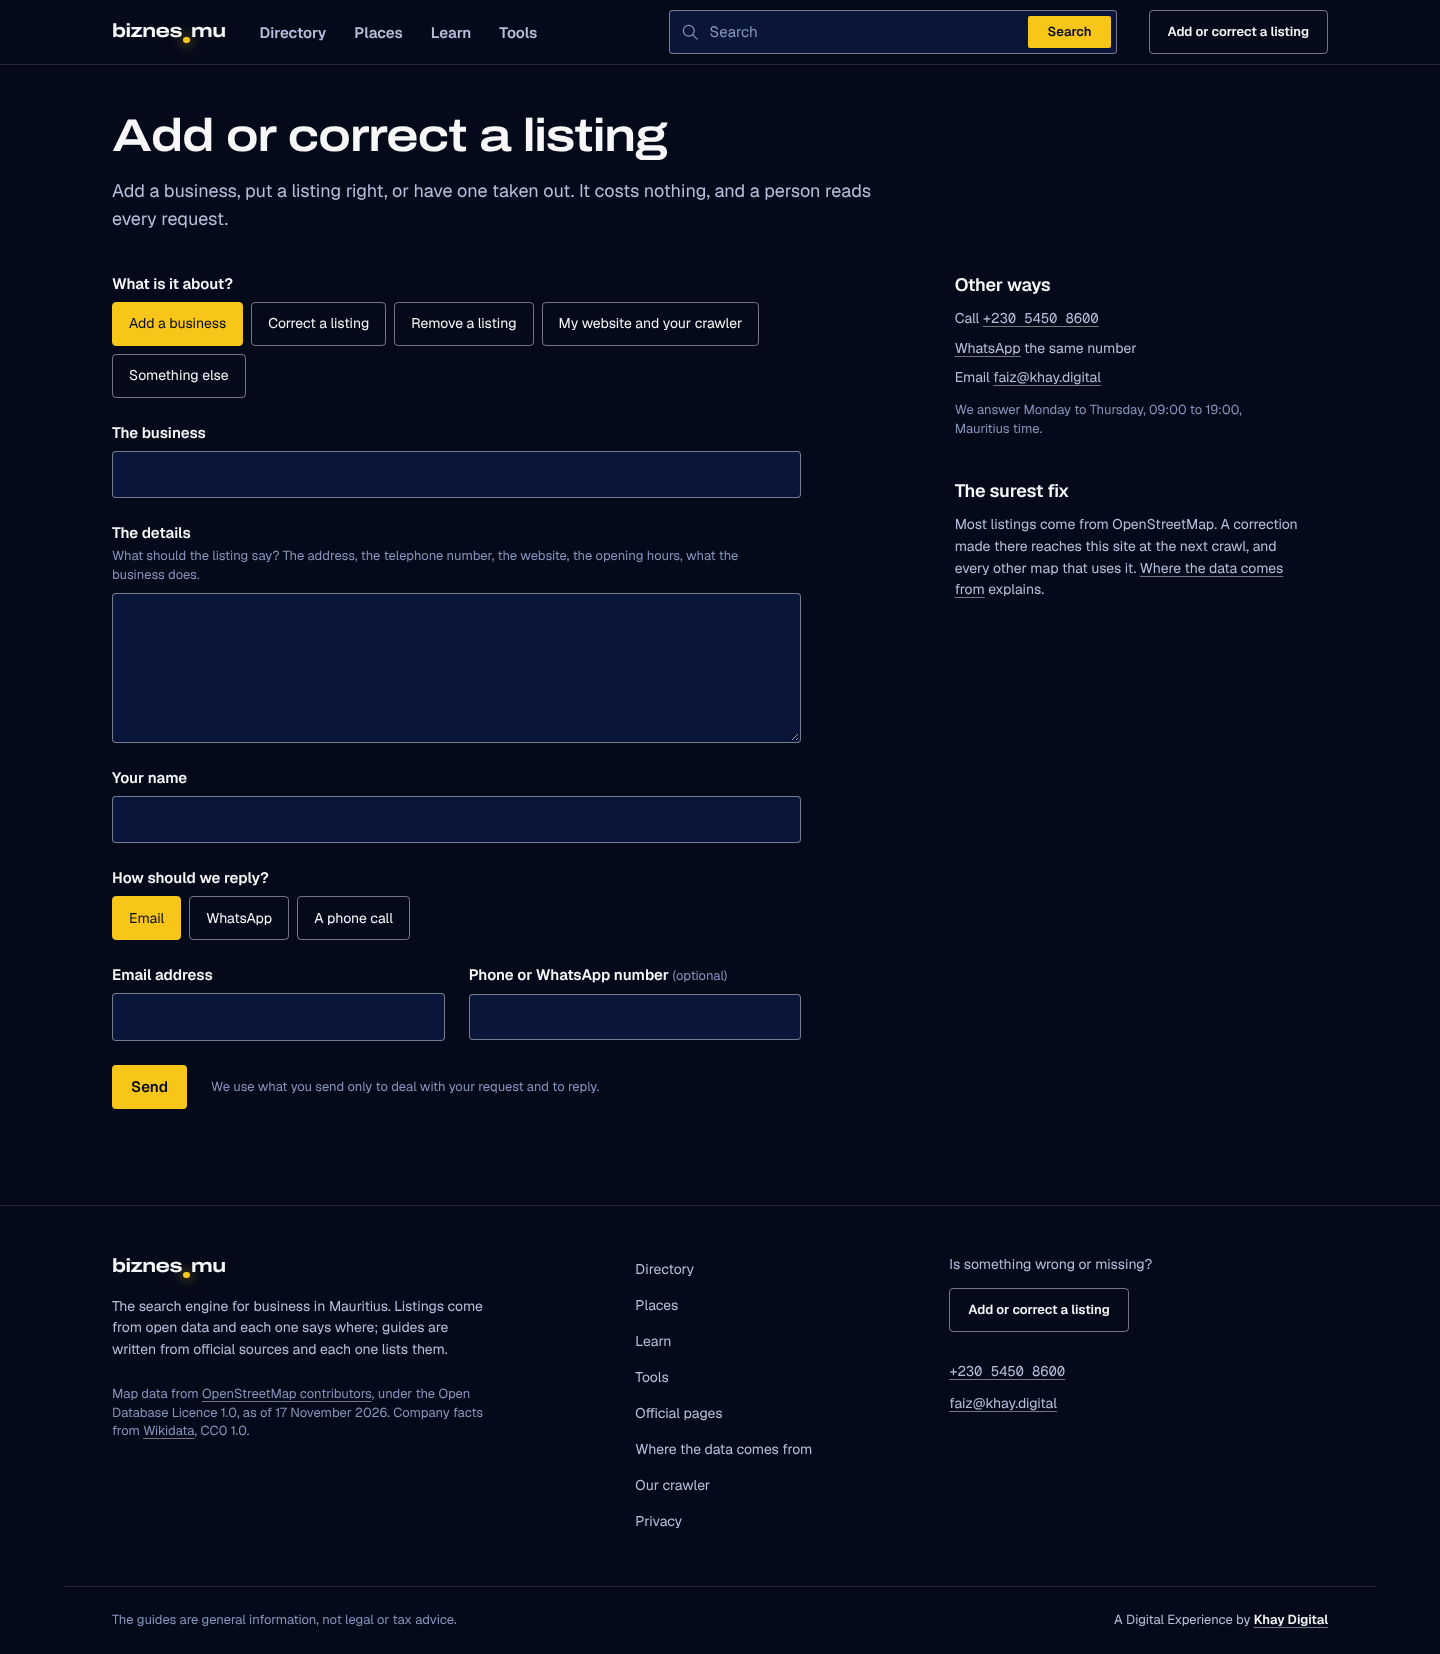 biznes.mu
Directory
Places
Learn
Tools
Search
Search
Add or correct a listing
Add or correct a listing
Add a business, put a listing right, or have one taken out. It costs nothing, and a person reads
every request.
What is it about?
Add a business
Correct a listing
Remove a listing
My website and your crawler
Something else
The business
The details
What should the listing say? The address, the telephone number, the website, the opening hours, what the
business does.
Your name
How should we reply?
Email
WhatsApp
A phone call
Email address
Phone or WhatsApp number (optional)
Send
We use what you send only to deal with your request and to reply.
Other ways
Call +230 5450 8600
WhatsApp the same number
Email faiz@khay.digital
We answer Monday to Thursday, 09:00 to 19:00,
Mauritius time.
The surest fix
Most listings come from OpenStreetMap. A correction
made there reaches this site at the next crawl, and
every other map that uses it. Where the data comes
from explains.
biznes.mu
The search engine for business in Mauritius. Listings come
from open data and each one says where; guides are
written from official sources and each one lists them.
Map data from OpenStreetMap contributors, under the Open
Database Licence 1.0, as of 17 November 2026. Company facts
from Wikidata, CC0 1.0.
Directory
Places
Learn
Tools
Official pages
Where the data comes from
Our crawler
Privacy
Is something wrong or missing?
Add or correct a listing
+230 5450 8600
faiz@khay.digital
The guides are general information, not legal or tax advice.
A Digital Experience by Khay Digital